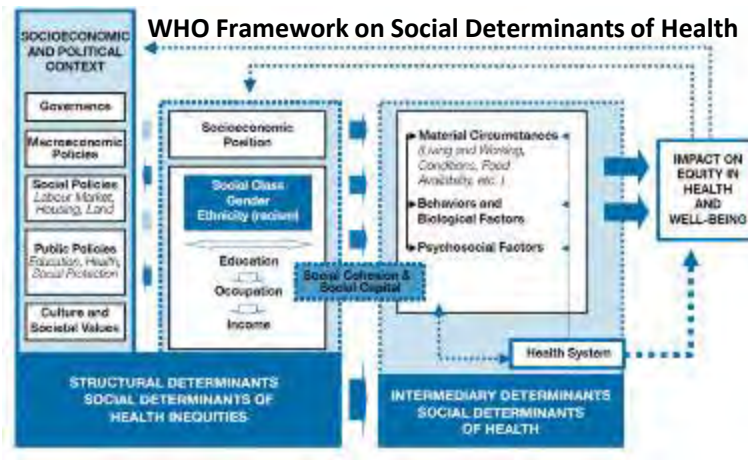 WHO Framework on Social Determinants of Health
SOCIOECONOMIC
AND POLITICAL
CONTEXT
Governance
Macroeconomic
Policies
Social Policies
Labour Market,
Housing, Land
Public Policies
Education, Health,
Social Protection
Culture and
Societal Values
Socioeconomic
Position
Social Class
Gender
Ethnicity (racism)
Education
Occupation
Income
Social Cohesion &
Social Capital
Material Circumstances
(Living and Working,
Conditions, Food
Availability, etc. )
Behaviors and
Biological Factors
Psychosocial Factors
Health System
IMPACT ON
EQUITY IN
HEALTH
AND
WELL-BEING
STRUCTURAL DETERMINANTS
SOCIAL DETERMINANTS OF
HEALTH INEQUITIES
INTERMEDIARY DETERMINANTS
SOCIAL DETERMINANTS
OF HEALTH